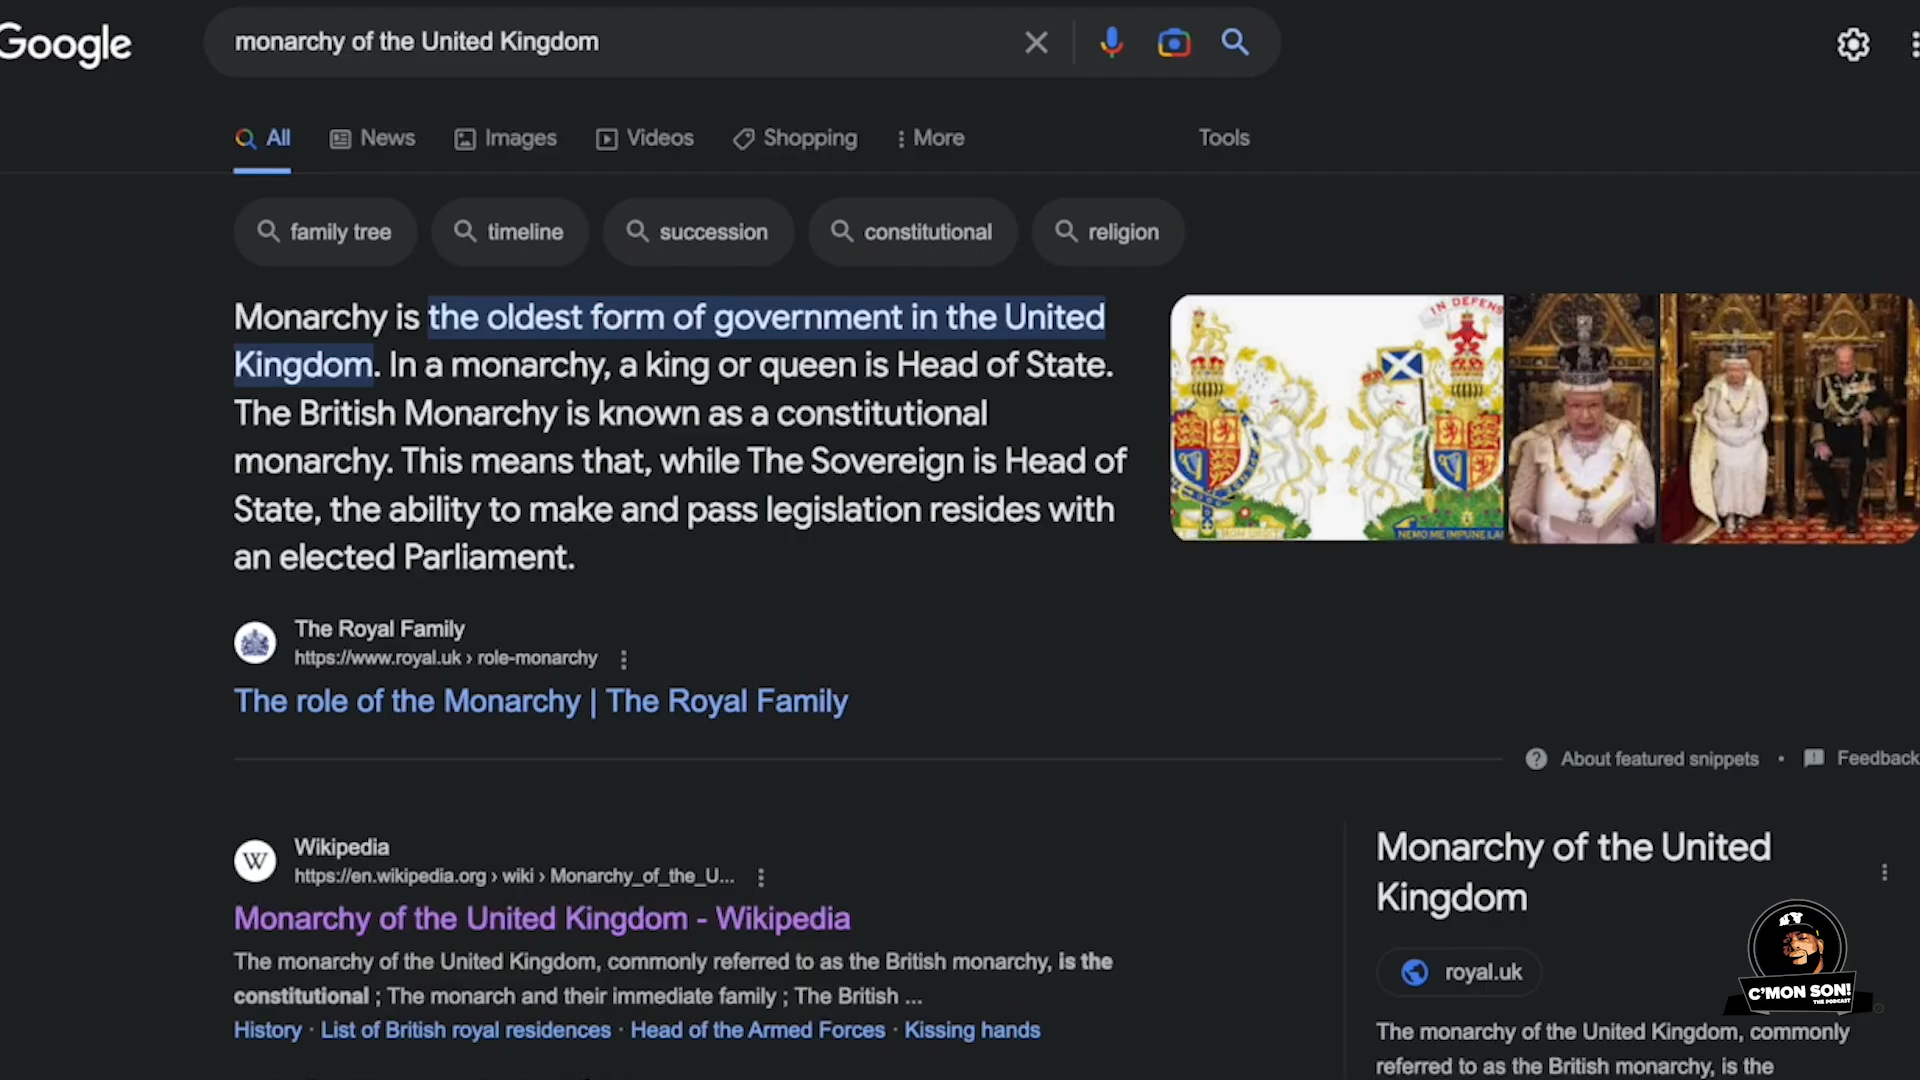 Google
monarchy of the United Kingdom
All
News
Images
Videos
Shopping
More
Tools
family tree
timeline
succession
constitutional
religion
Monarchy is the oldest form of government in the United
Kingdom. In a monarchy, a king or queen is Head of State.
The British Monarchy is known as a constitutional
monarchy. This means that, while The Sovereign is Head of
State, the ability to make and pass legislation resides with
an elected Parliament.
IN DEFENS
NEMO ME IMPUNE LA
The Royal Family
https://www.royal.uk › role-monarchy
The role of the Monarchy | The Royal Family
About featured snippets • Feedback
W
Wikipedia
https://en.wikipedia.org › wiki › Monarchy_of_the_U...
Monarchy of the United Kingdom - Wikipedia
The monarchy of the United Kingdom, commonly referred to as the British monarchy, is the
constitutional ; The monarch and their immediate family ; The British ...
History · List of British royal residences · Head of the Armed Forces · Kissing hands
Monarchy of the United
Kingdom
royal.uk
The monarchy of the United Kingdom, commonly
referred to as the British monarchy, is the
C'MON SON!
THE PODCAST